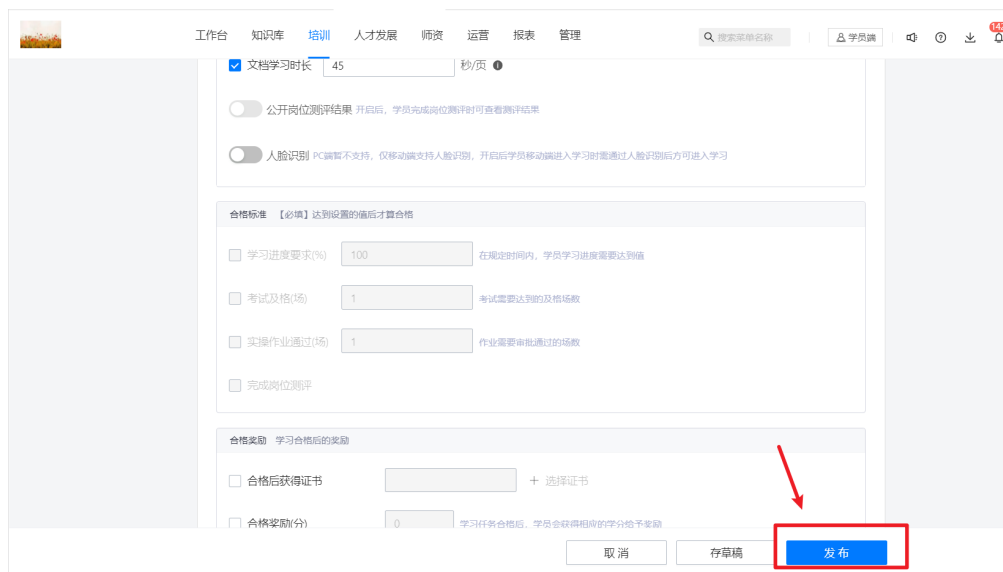 工作台 知识库 培训 人才发展 师资 运营 报表 管理 搜索菜单名称 学员端 142
文档学习时长 45 秒/页
公开岗位测评结果 开启后，学员完成岗位测评时可查看测评结果
人脸识别 PC端暂不支持，仅移动端支持人脸识别，开启后学员移动端进入学习时需通过人脸识别后方可进入学习
合格标准 【必填】达到设置的值后才算合格
学习进度要求(%) 100 在规定时间内，学员学习进度需要达到值
考试及格(场) 1 考试需要达到的及格场数
实操作业通过(场) 1 作业需要审批通过的场数
完成岗位测评
合格奖励 学习合格后的奖励
合格后获得证书 + 选择证书
合格奖励(分) 0 学习任务合格后，学员会获得相应的学分给予奖励
取消 存草稿 发布